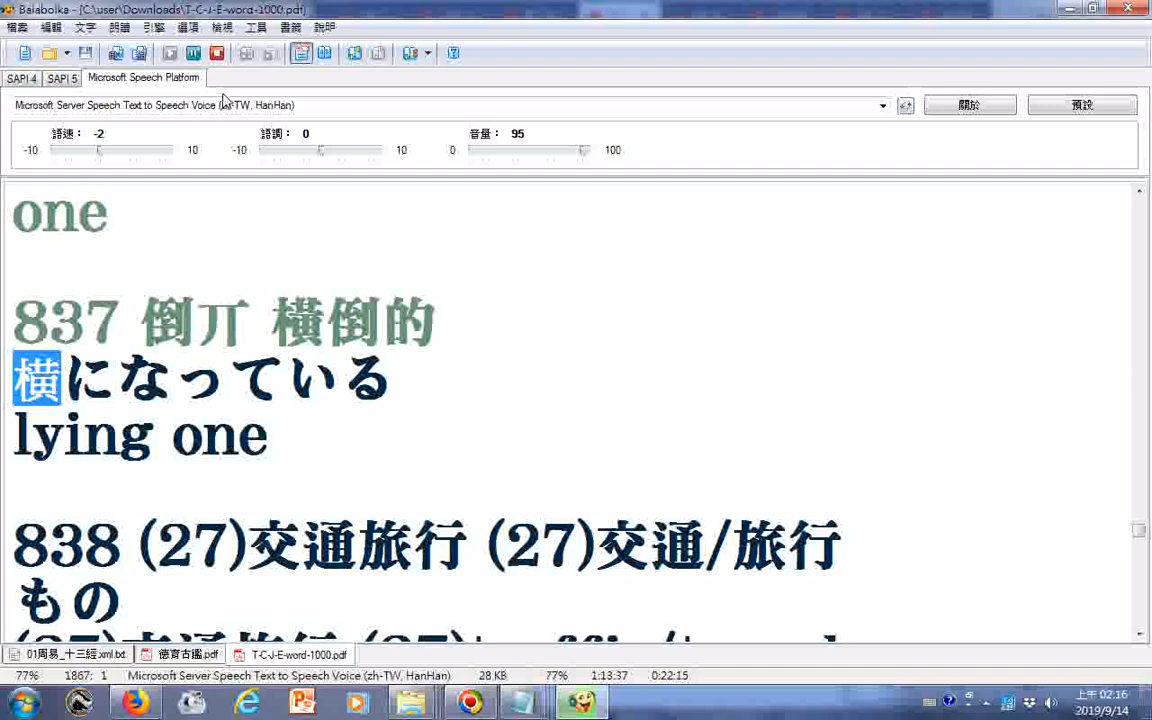 Balabolka - [C:\user\Downloads\T-C-J-E-word-1000.pdf]
檔案 編輯 文字 朗讀 引擎 選項 檢視 工具 書籤 說明
SAPI 4 SAPI 5 Microsoft Speech Platform
Microsoft Server Speech Text to Speech Voice (zh-TW, HanHan) 關於 預設
語速： -2 語調： 0 音量： 95
-10 10 -10 10 0 100
one
837 倒丌 橫倒的
横になっている
lying one
838 (27)交通旅行 (27)交通/旅行
もの
01周易_十三經.xml.txt 德育古鑑.pdf T-C-J-E-word-1000.pdf
77% 1867: 1 Microsoft Server Speech Text to Speech Voice (zh-TW, HanHan) 28 KB 77% 1:13:37 0:22:15
上午 02:16
2019/9/14